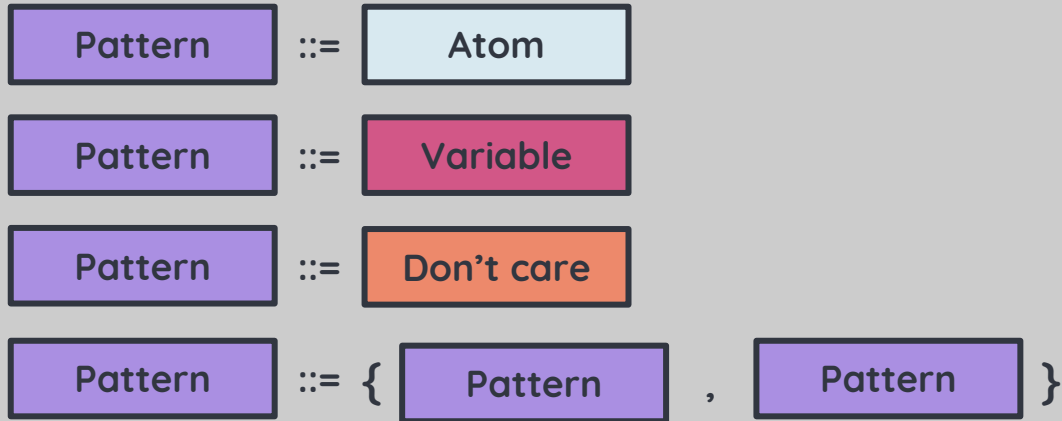 Pattern ::= Atom
Pattern ::= Variable
Pattern ::= Don’t care
Pattern ::= { Pattern , Pattern }